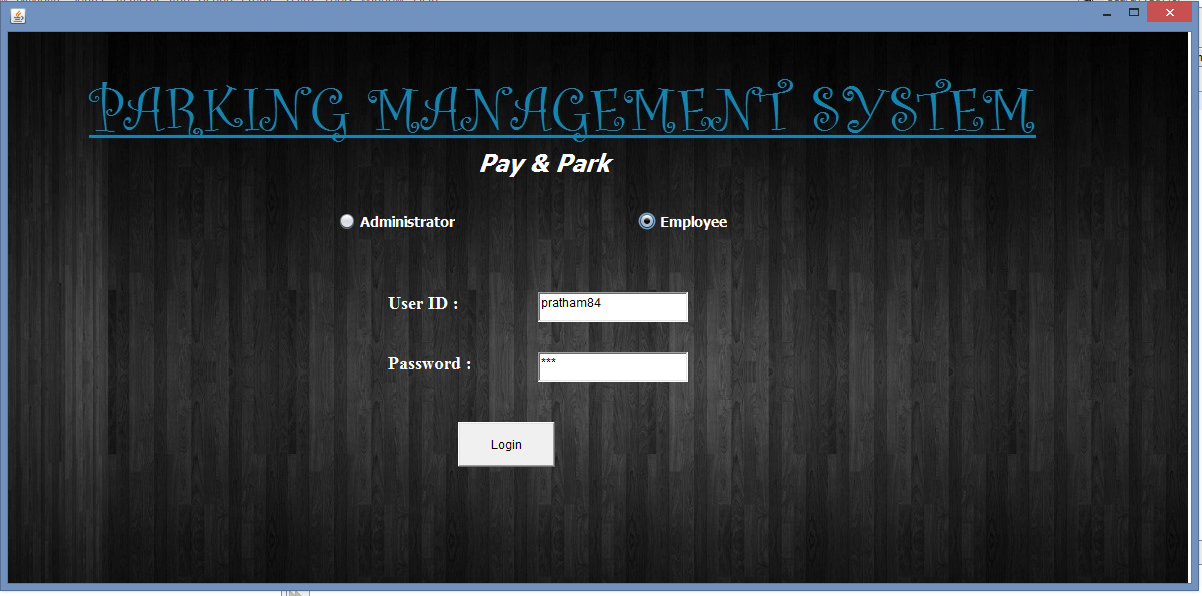 PARKING MANAGEMENT SYSTEM
Pay & Park
Administrator Employee
User ID : pratham84
Password : ***
Login